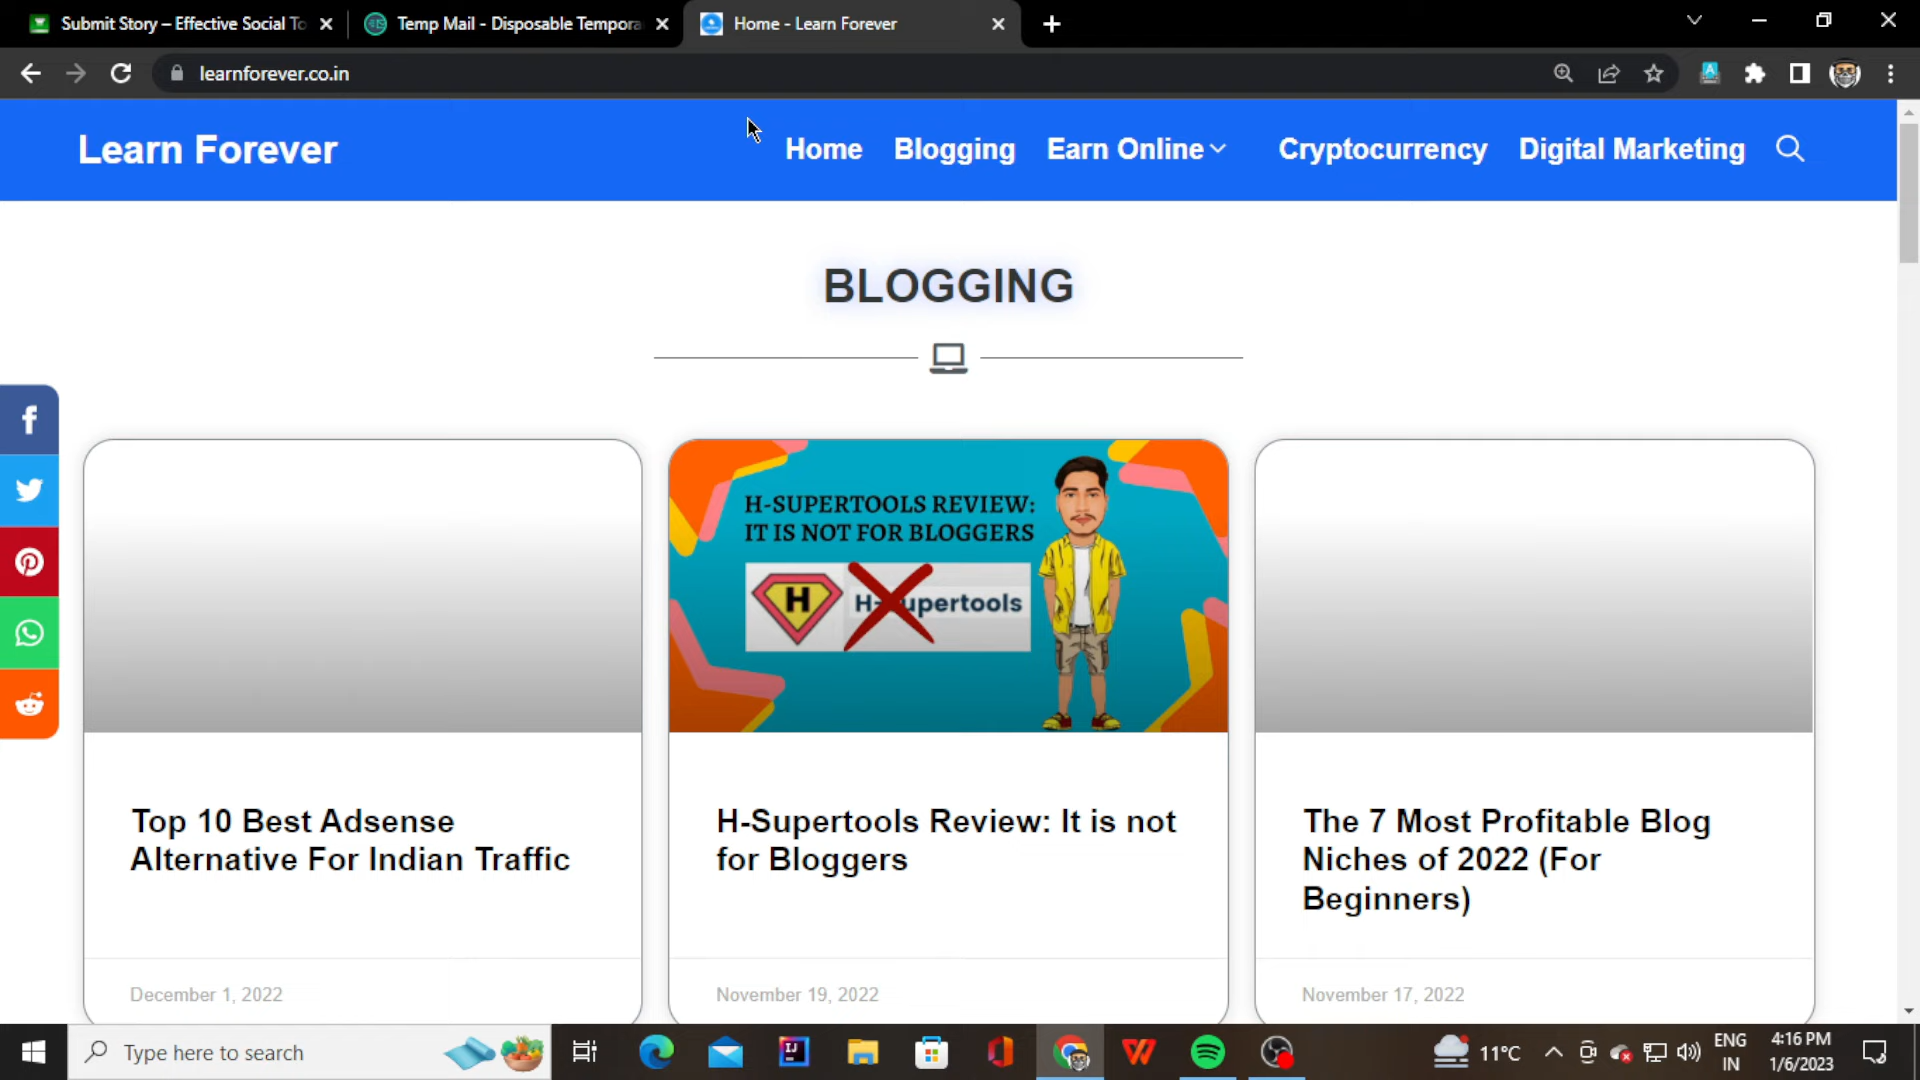 Submit Story – Effective Social To
Temp Mail - Disposable Tempora
Home - Learn Forever
learnforever.co.in
Learn Forever
Home
Blogging
Earn Online
Cryptocurrency
Digital Marketing
BLOGGING
H-SUPERTOOLS REVIEW:
IT IS NOT FOR BLOGGERS
H
H-Supertools
Top 10 Best Adsense
Alternative For Indian Traffic
H-Supertools Review: It is not
for Bloggers
The 7 Most Profitable Blog
Niches of 2022 (For
Beginners)
December 1, 2022
November 19, 2022
November 17, 2022
Type here to search
11°C
ENG
IN
4:16 PM
1/6/2023